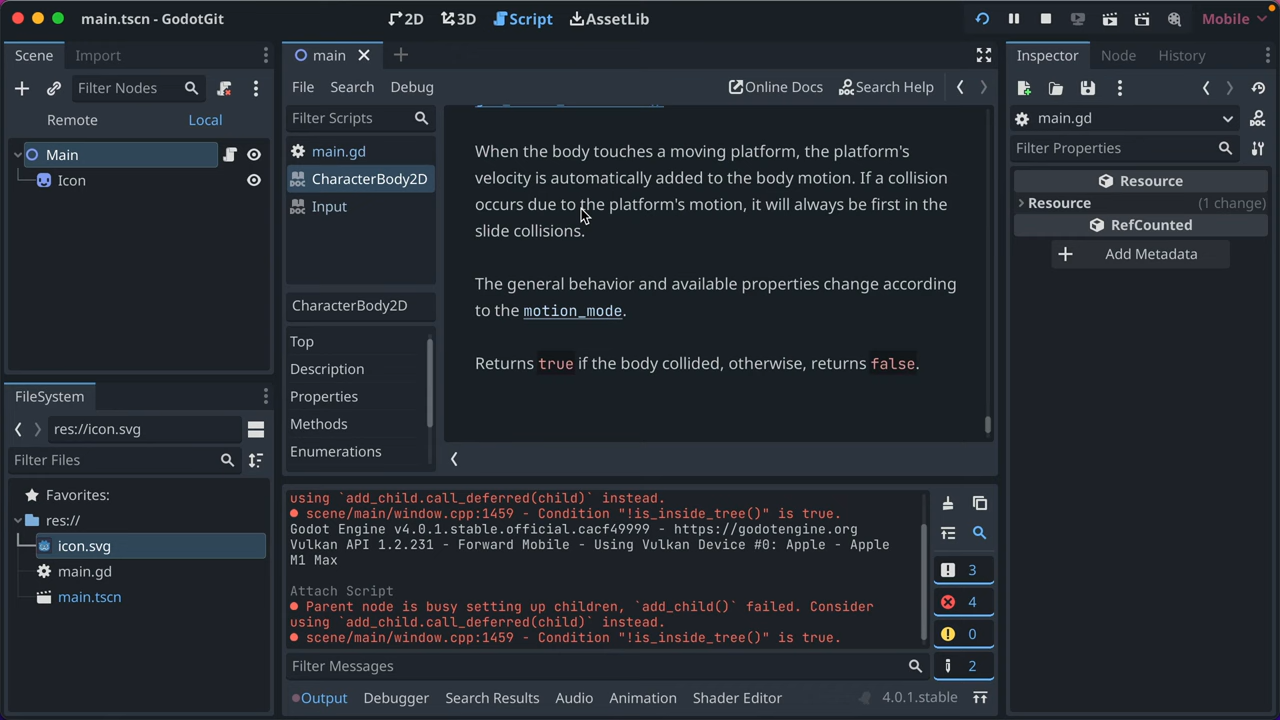 main.tscn - GodotGit
2D
3D
Script
AssetLib
Mobile
Scene
Import
main
Inspector
Node
History
Filter Nodes
File
Search
Debug
Online Docs
Search Help
Remote
Local
Filter Scripts
main.gd
Main
Icon
main.gd
CharacterBody2D
Input
When the body touches a moving platform, the platform's
velocity is automatically added to the body motion. If a collision
occurs due to the platform's motion, it will always be first in the
slide collisions.
The general behavior and available properties change according
to the motion_mode.
Returns true if the body collided, otherwise, returns false.
Filter Properties
Resource
Resource
(1 change)
RefCounted
Add Metadata
CharacterBody2D
Top
Description
Properties
Methods
Enumerations
FileSystem
res://icon.svg
Filter Files
Favorites:
res://
icon.svg
main.gd
main.tscn
using `add_child.call_deferred(child)` instead.
scene/main/window.cpp:1459 - Condition "!is_inside_tree()" is true.
Godot Engine v4.0.1.stable.official.cacf49999 - https://godotengine.org
Vulkan API 1.2.231 - Forward Mobile - Using Vulkan Device #0: Apple - Apple
M1 Max
Attach Script
Parent node is busy setting up children, `add_child()` failed. Consider
using `add_child.call_deferred(child)` instead.
scene/main/window.cpp:1459 - Condition "!is_inside_tree()" is true.
3
4
0
2
Filter Messages
Output
Debugger
Search Results
Audio
Animation
Shader Editor
4.0.1.stable